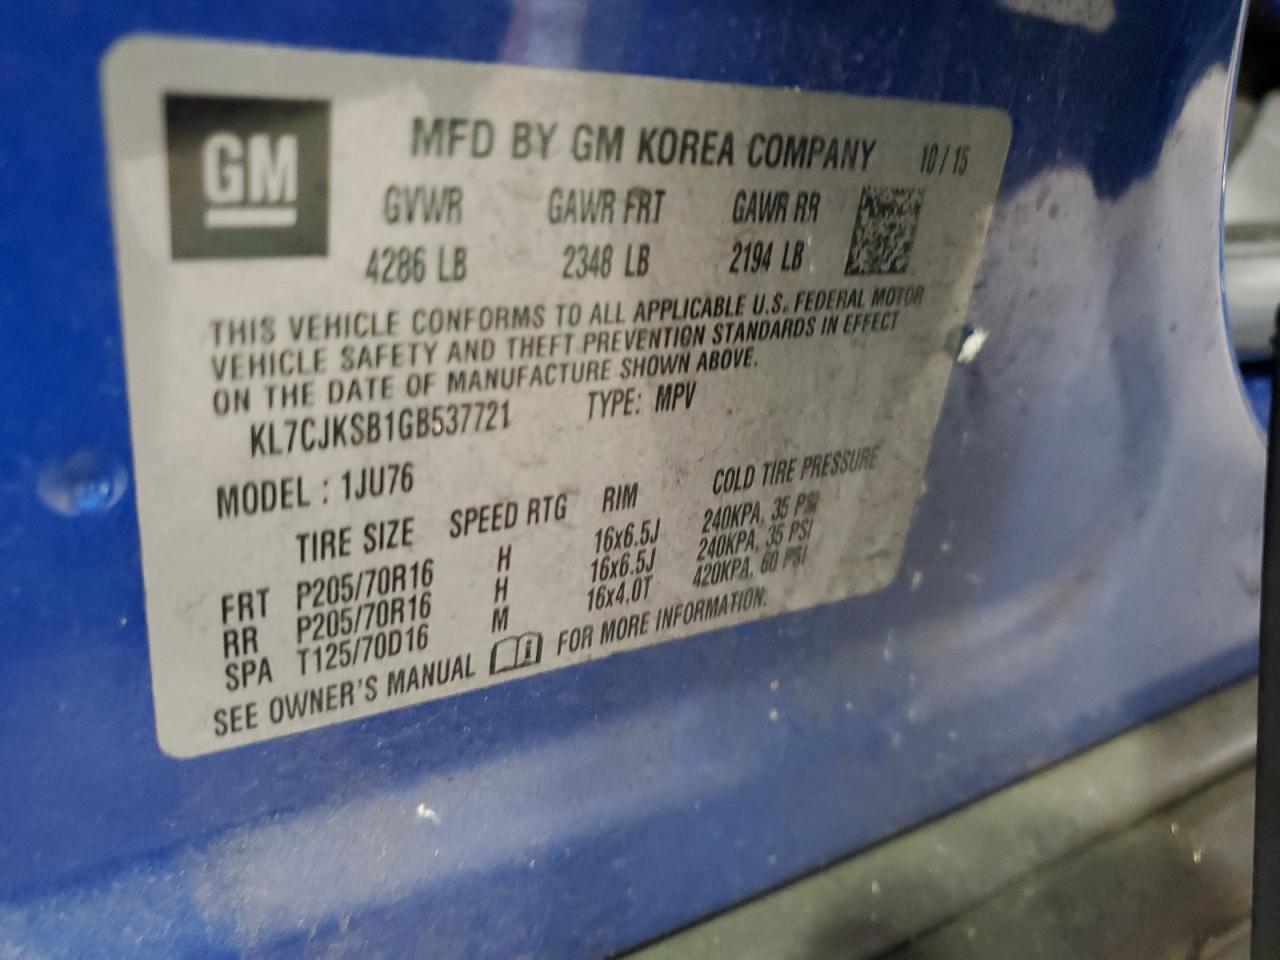 GM
MFD BY GM KOREA COMPANY 10/15
GVWR GAWR FRT GAWR RR
4286 LB 2348 LB 2194 LB
THIS VEHICLE CONFORMS TO ALL APPLICABLE U.S. FEDERAL MOTOR
VEHICLE SAFETY AND THEFT PREVENTION STANDARDS IN EFFECT
ON THE DATE OF MANUFACTURE SHOWN ABOVE.
KL7CJKSB1GB537721 TYPE: MPV
MODEL : 1JU76
TIRE SIZE SPEED RTG RIM COLD TIRE PRESSURE
FRT P205/70R16 H 16x6.5J 240KPA, 35 PSI
RR P205/70R16 H 16x6.5J 240KPA, 35 PSI
SPA T125/70D16 M 16x4.0T 420KPA, 60 PSI
SEE OWNER'S MANUAL i FOR MORE INFORMATION.